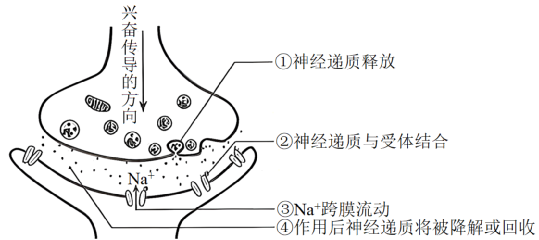 兴奋传导的方向
①神经递质释放
②神经递质与受体结合
Na⁺
③Na⁺跨膜流动
④作用后神经递质将被降解或回收